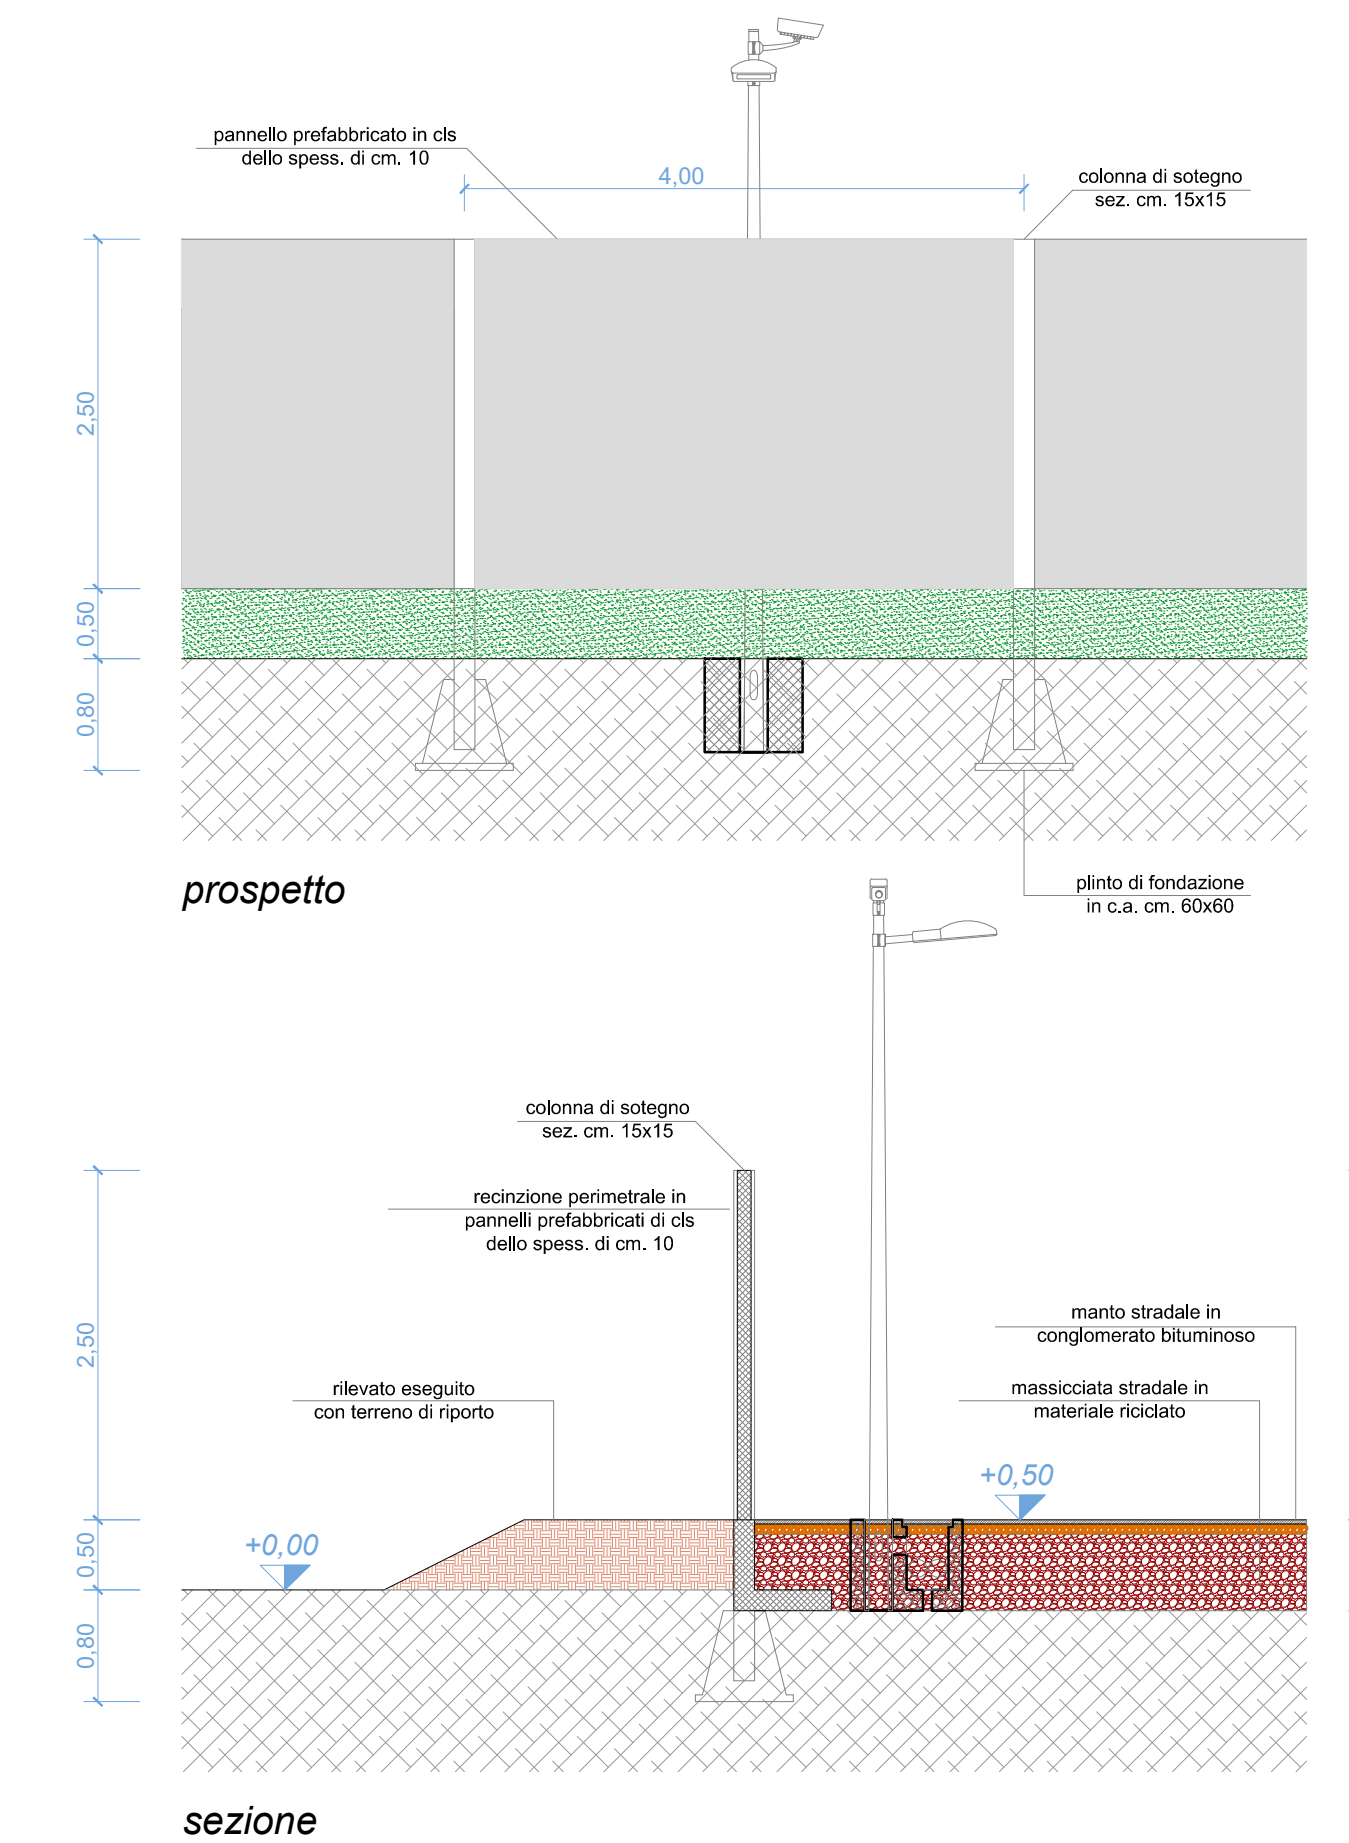 pannello prefabbricato in cls
dello spess. di cm. 10
4,00
colonna di sotegno
sez. cm. 15x15
2,50
0,50
0,80
prospetto
plinto di fondazione
in c.a. cm. 60x60
colonna di sotegno
sez. cm. 15x15
recinzione perimetrale in
pannelli prefabbricati di cls
dello spess. di cm. 10
manto stradale in
conglomerato bituminoso
2,50
rilevato eseguito
con terreno di riporto
massicciata stradale in
materiale riciclato
+0,50
+0,00
0,50
0,80
sezione